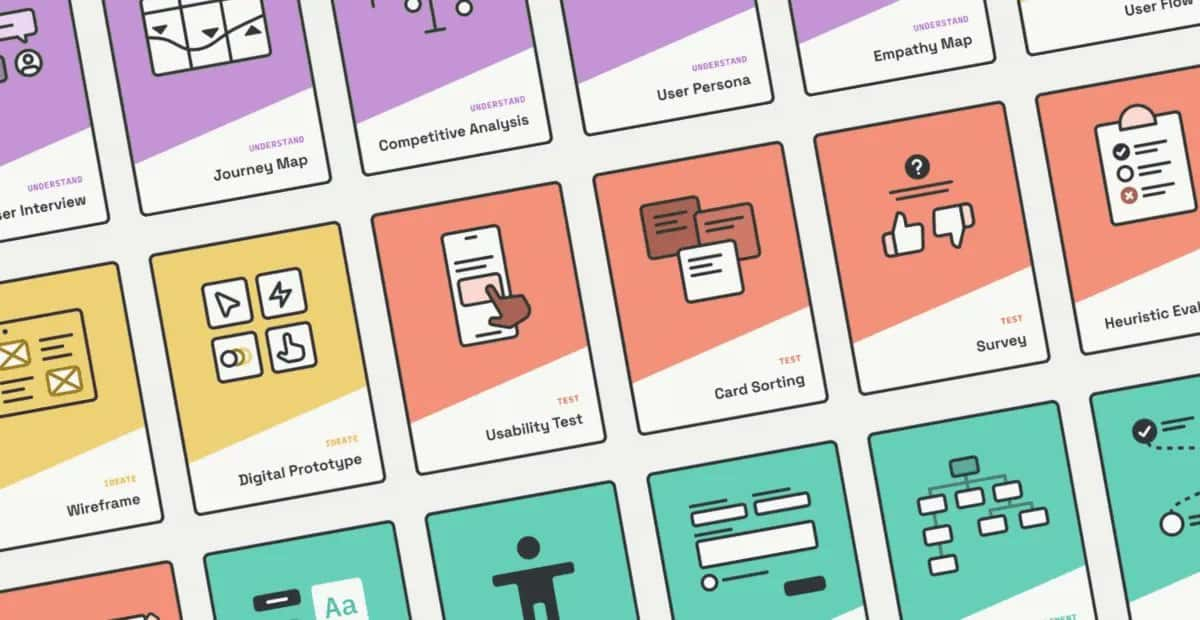 UNDERSTAND
ser Interview
UNDERSTAND
Journey Map
UNDERSTAND
Competitive Analysis
UNDERSTAND
User Persona
UNDERSTAND
Empathy Map
User Flow
IDEATE
Wireframe
IDEATE
Digital Prototype
TEST
Usability Test
TEST
Card Sorting
?
TEST
Survey
Heuristic Eval
Aa